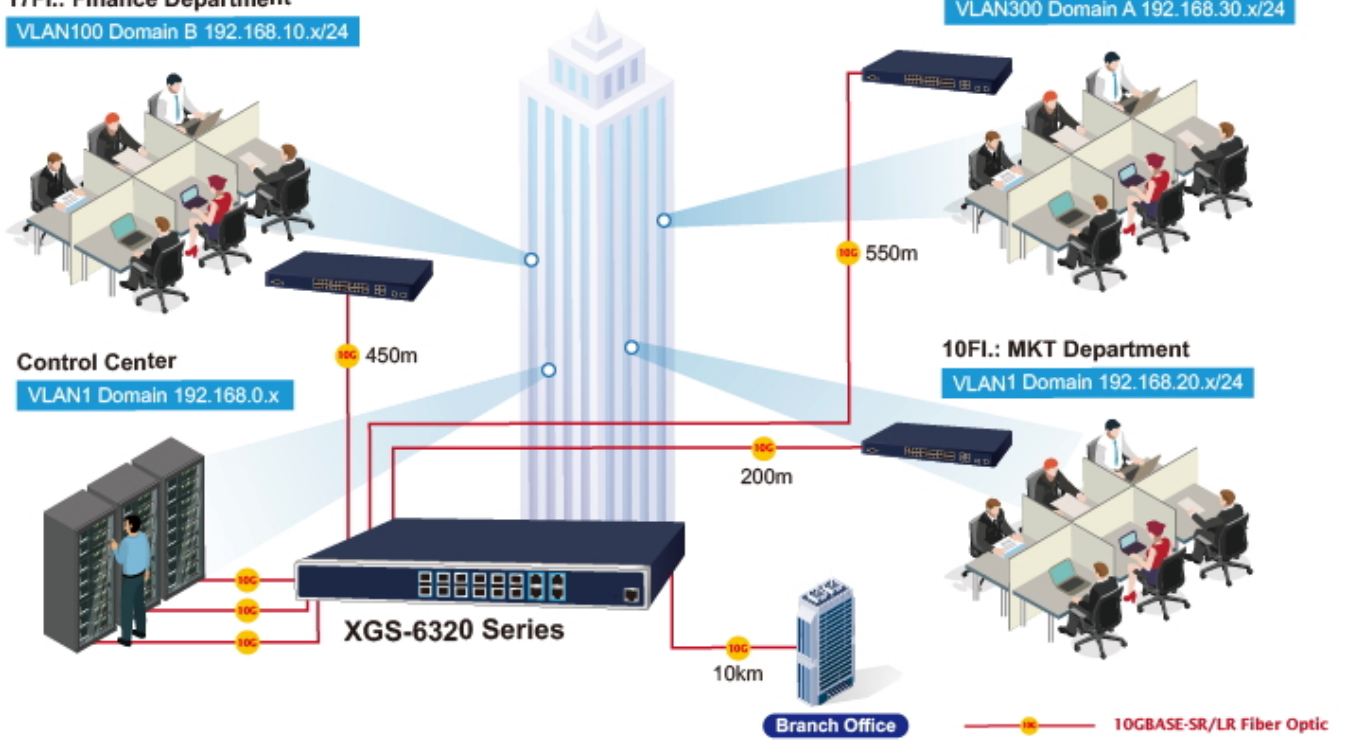 17Fl.: Finance Department
VLAN100 Domain B 192.168.10.x/24
VLAN300 Domain A 192.168.30.x/24
10G 550m
10G 450m
Control Center
VLAN1 Domain 192.168.0.x
10Fl.: MKT Department
VLAN1 Domain 192.168.20.x/24
10G
200m
10G
10G
10G
XGS-6320 Series
10G
10km
Branch Office
10G 10GBASE-SR/LR Fiber Optic